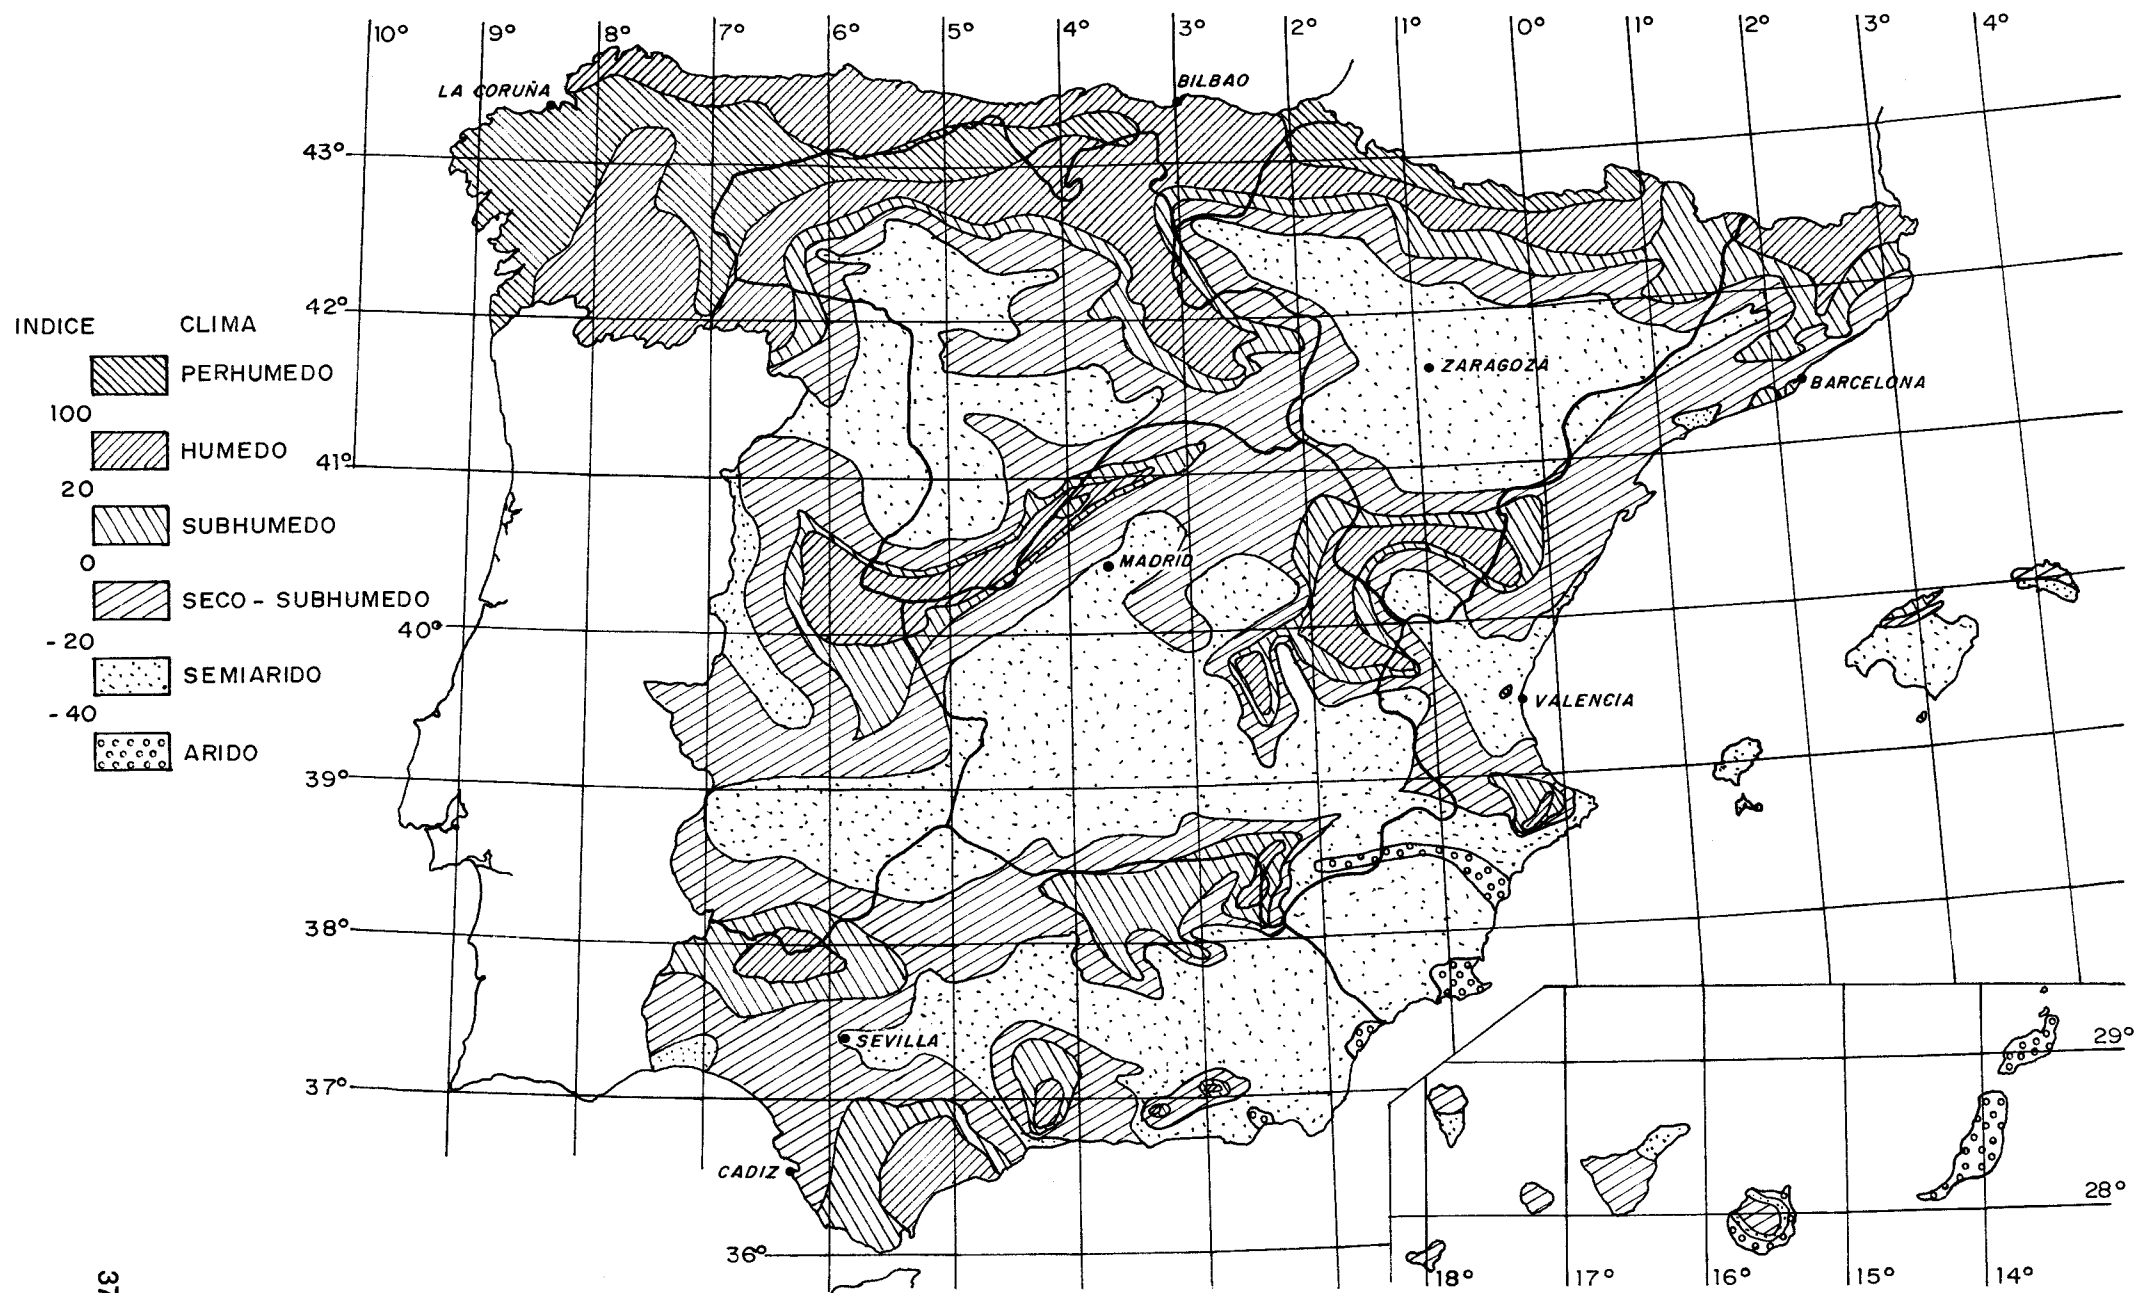 10° 9° 8° 7° 6° 5° 4° 3° 2° 1° 0° 1° 2° 3° 4°
LA CORUÑA
BILBAO
43°
42°
INDICE CLIMA
PERHUMEDO
100
HUMEDO
20
SUBHUMEDO
0
SECO - SUBHUMEDO
-20
SEMIARIDO
-40
ARIDO
ZARAGOZA
BARCELONA
41°
MADRID
40°
VALENCIA
39°
38°
SEVILLA
37°
CADIZ
36°
29°
28°
18° 17° 16° 15° 14°
37